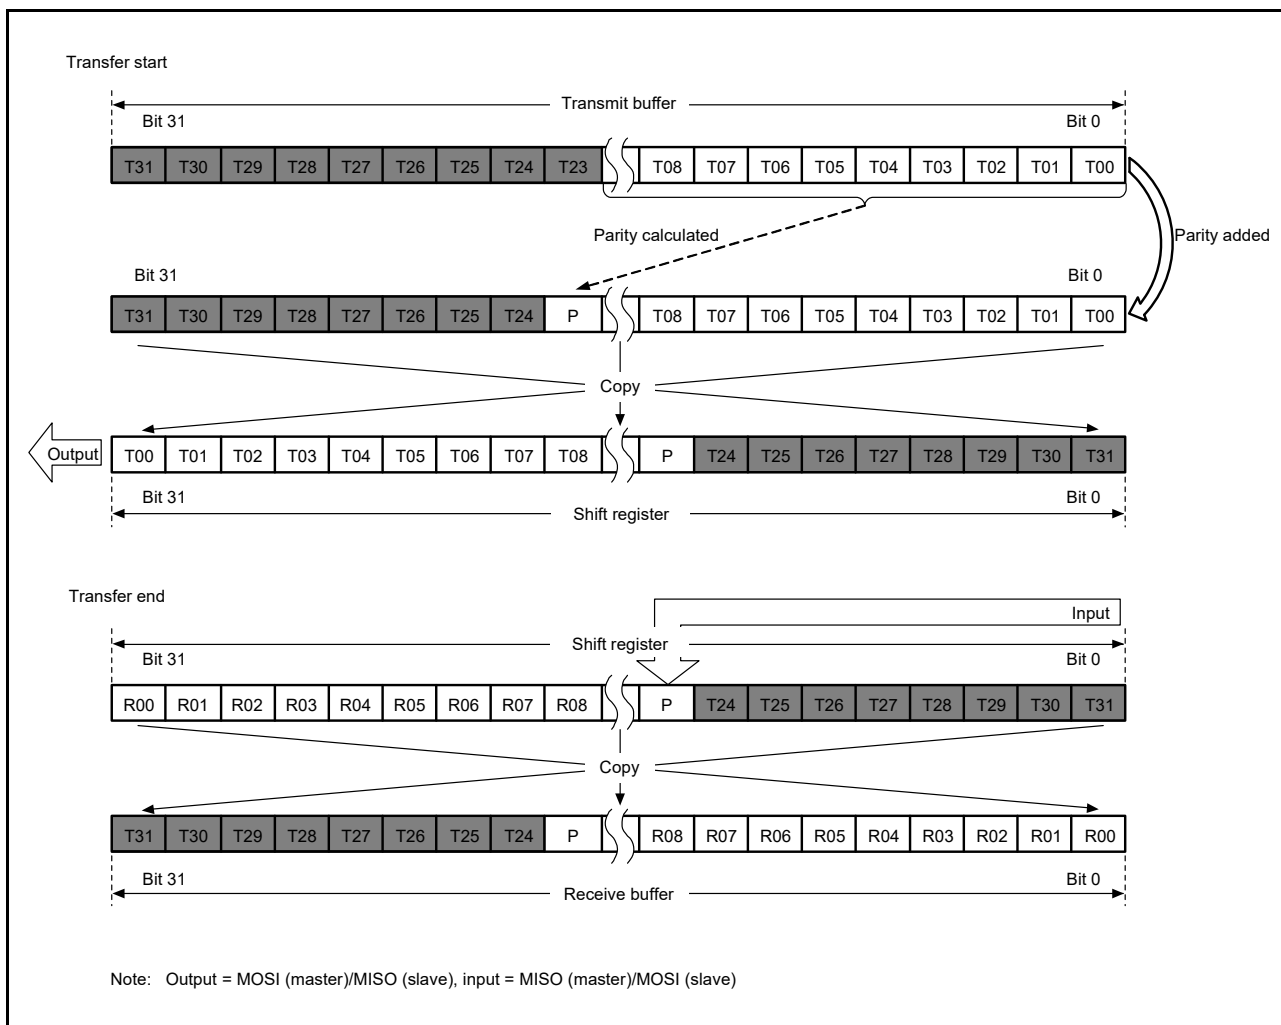 Transfer start
Transmit buffer
Bit 31 Bit 0
T31 T30 T29 T28 T27 T26 T25 T24 T23 T08 T07 T06 T05 T04 T03 T02 T01 T00
Parity calculated
Parity added
Bit 31 Bit 0
T31 T30 T29 T28 T27 T26 T25 T24 P T08 T07 T06 T05 T04 T03 T02 T01 T00
Copy
Output
T00 T01 T02 T03 T04 T05 T06 T07 T08 P T24 T25 T26 T27 T28 T29 T30 T31
Bit 31 Bit 0
Shift register
Transfer end
Input
Shift register
Bit 31 Bit 0
R00 R01 R02 R03 R04 R05 R06 R07 R08 P T24 T25 T26 T27 T28 T29 T30 T31
Copy
T31 T30 T29 T28 T27 T26 T25 T24 P R08 R07 R06 R05 R04 R03 R02 R01 R00
Bit 31 Bit 0
Receive buffer
Note: Output = MOSI (master)/MISO (slave), input = MISO (master)/MOSI (slave)